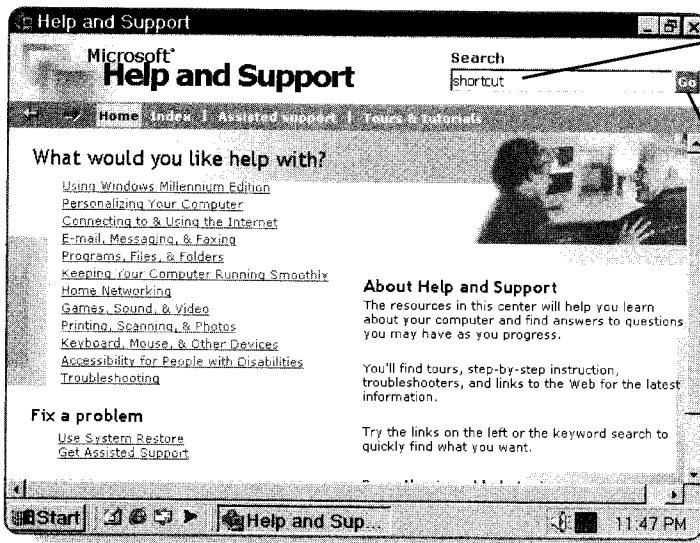 Help and Support
Microsoft®
Help and Support
Search
shortcut
Go
Home Index | Assisted support | Tours & tutorials
What would you like help with?
Using Windows Millennium Edition
Personalizing Your Computer
Connecting to & Using the Internet
E-mail, Messaging, & Faxing
Programs, Files, & Folders
Keeping Your Computer Running Smoothly
Home Networking
Games, Sound, & Video
Printing, Scanning, & Photos
Keyboard, Mouse, & Other Devices
Accessibility for People with Disabilities
Troubleshooting
Fix a problem
Use System Restore
Get Assisted Support
About Help and Support
The resources in this center will help you learn
about your computer and find answers to questions
you may have as you progress.
You'll find tours, step-by-step instruction,
troubleshooters, and links to the Web for the latest
information.
Try the links on the left or the keyword search to
quickly find what you want.
Start
Help and Sup...
11:47 PM